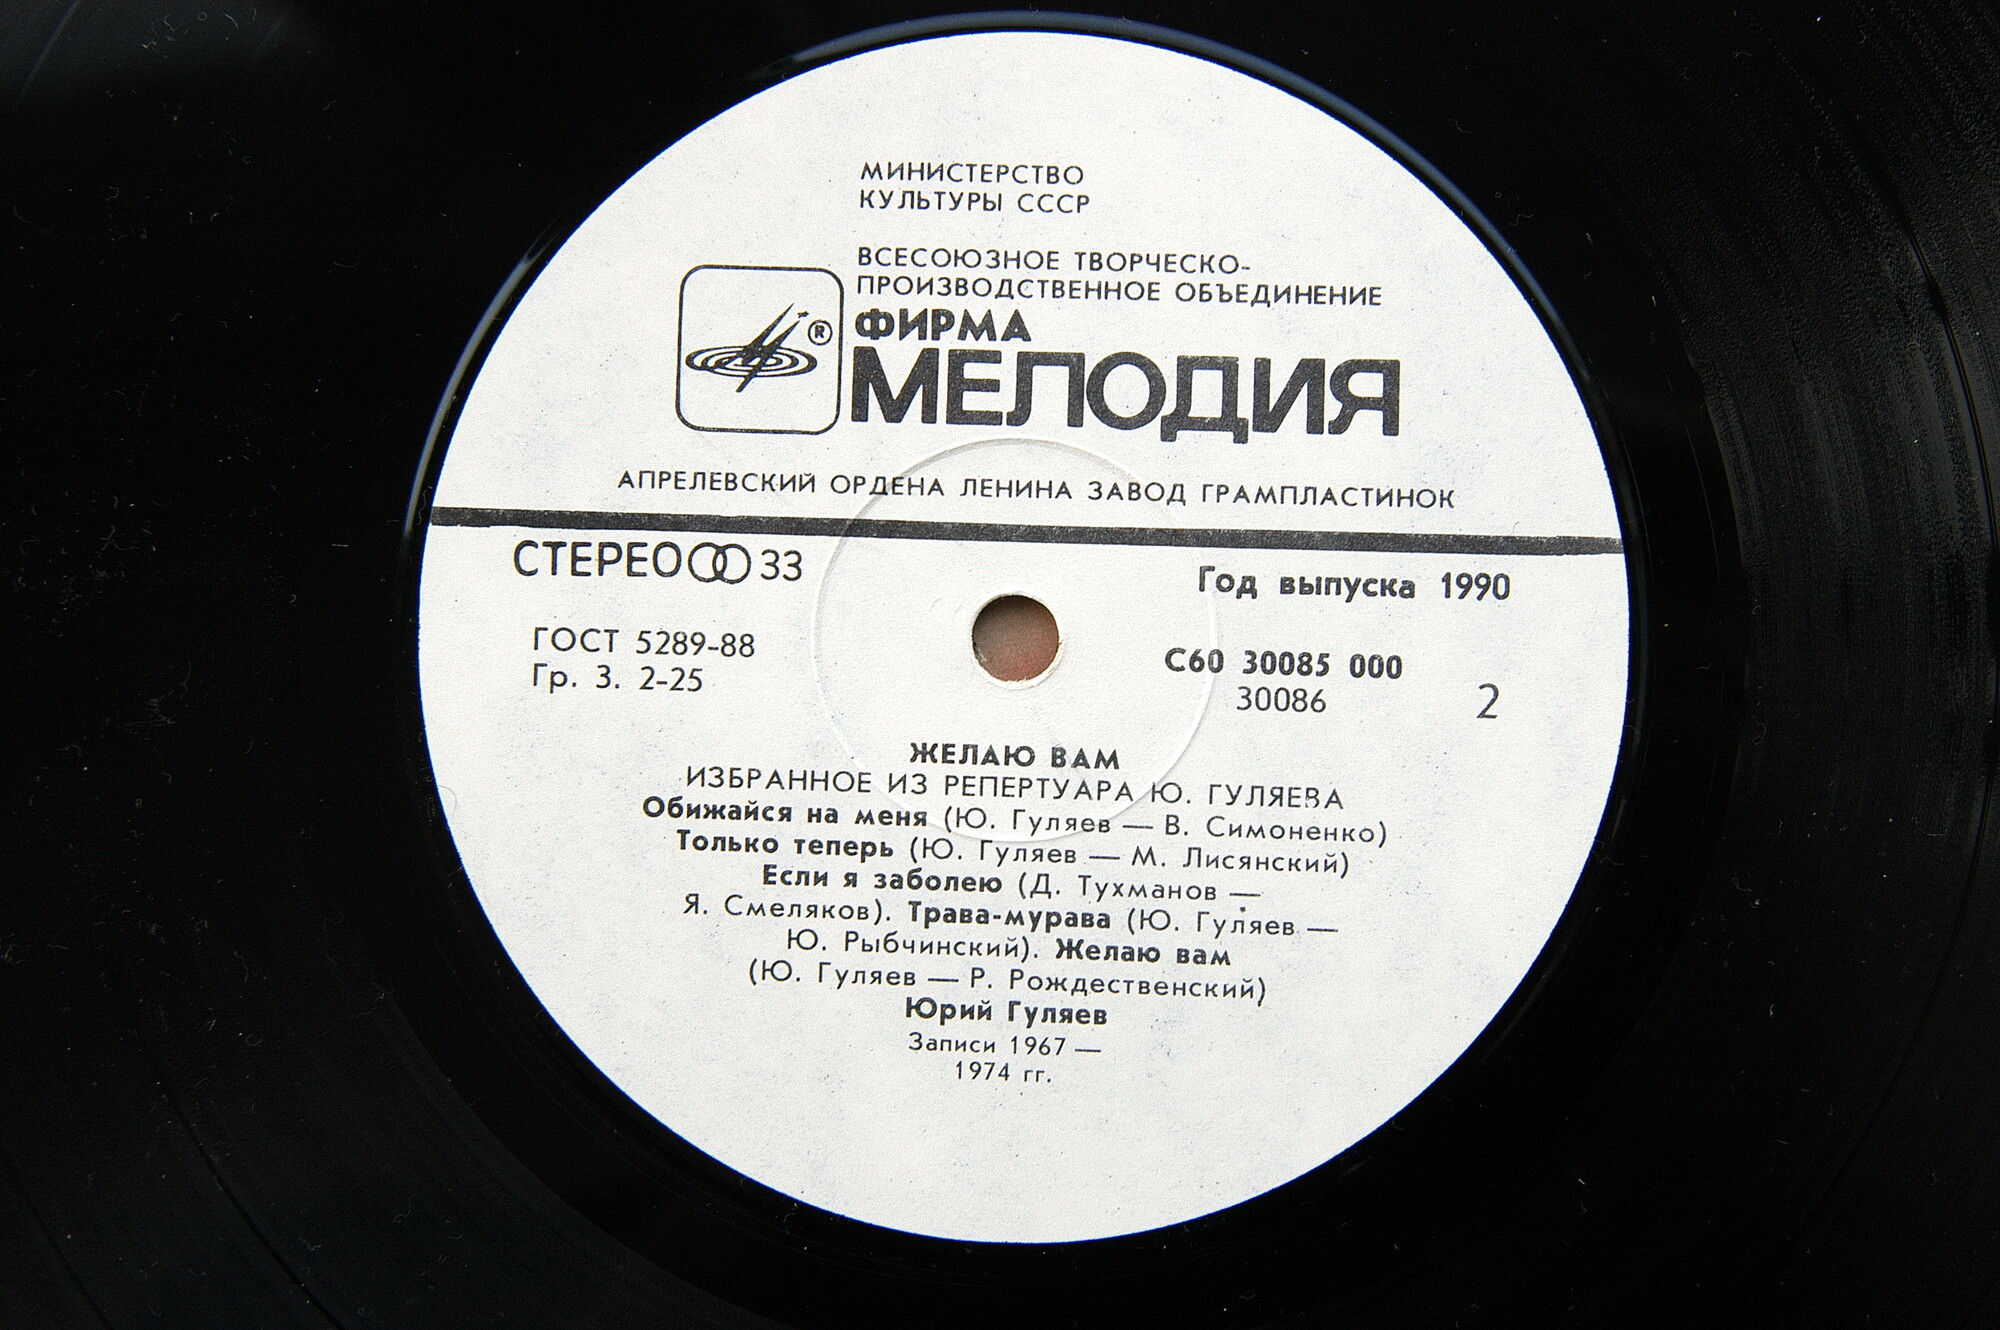 МИНИСТЕРСТВО
КУЛЬТУРЫ СССР
ВСЕСОЮЗНОЕ ТВОРЧЕСКО-
ПРОИЗВОДСТВЕННОЕ ОБЪЕДИНЕНИЕ
®
ФИРМА
МЕЛОДИЯ
АПРЕЛЕВСКИЙ ОРДЕНА ЛЕНИНА ЗАВОД ГРАМПЛАСТИНОК
СТЕРЕО 33
Год выпуска 1990
ГОСТ 5289-88
Гр. 3. 2-25
С60 30085 000
30086
2
ЖЕЛАЮ ВАМ
ИЗБРАННОЕ ИЗ РЕПЕРТУАРА Ю. ГУЛЯЕВА
Обижайся на меня (Ю. Гуляев — В. Симоненко)
Только теперь (Ю. Гуляев — М. Лисянский)
Если я заболею (Д. Тухманов —
Я. Смеляков). Трава-мурава (Ю. Гуляев —
Ю. Рыбчинский). Желаю вам
(Ю. Гуляев — Р. Рождественский)
Юрий Гуляев
Записи 1967 —
1974 гг.